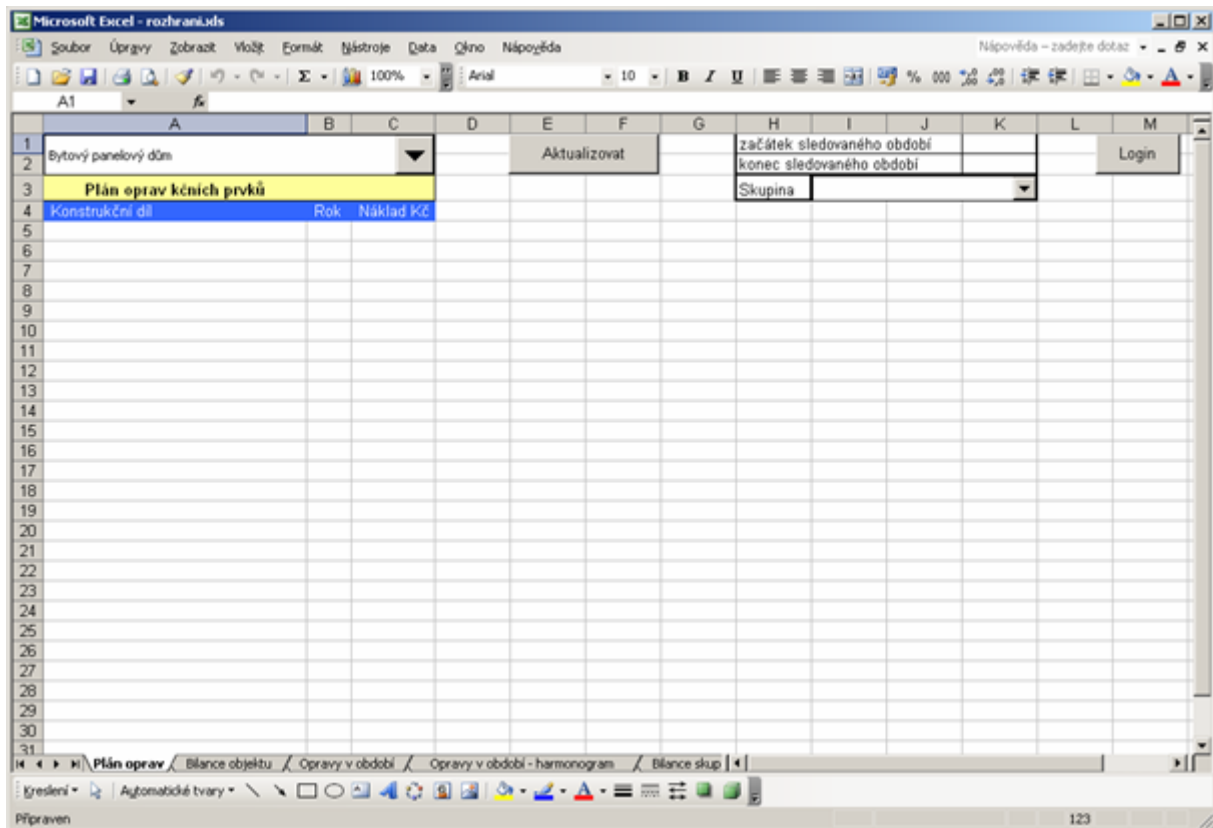 Microsoft Excel - rozhrani.xls
Soubor Úpravy Zobrazit Vložit Formát Nástroje Data Okno Nápověda Nápověda – zadejte dotaz
Σ 100% Arial 10 B I U % 000
A1 fx
A B C D E F G H I J K L M
1 Bytový panelový dům Aktualizovat začátek sledovaného období Login
2 konec sledovaného období
3 Plán oprav kčních prvků Skupina
4 Konstrukční díl Rok Náklad Kč
5
6
7
8
9
10
11
12
13
14
15
16
17
18
19
20
21
22
23
24
25
26
27
28
29
30
31
Plán oprav Bilance objektu Opravy v období Opravy v období - harmonogram Bilance skup
Kreslení Automatické tvary A
Připraven 123